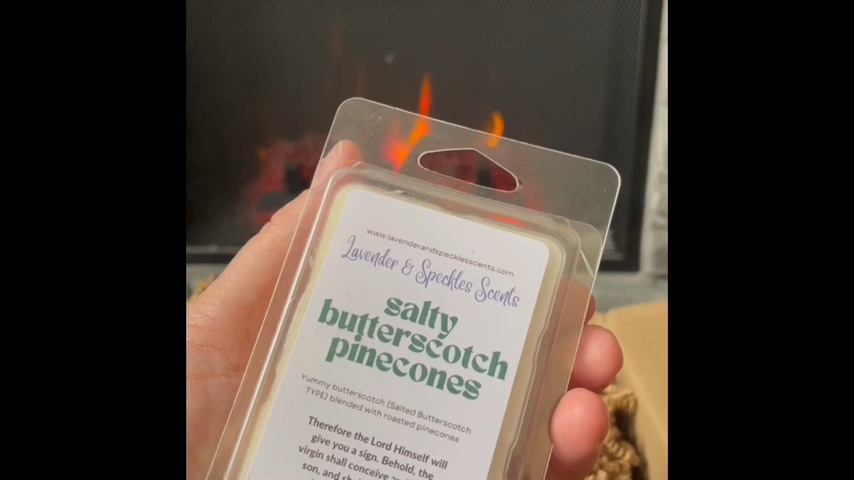 www.lavenderandspecklesscents.com
Lavender & Speckles Scents
salty
butterscotch
pinecones
Yummy butterscotch (Salted Butterscotch
TYPE) blended with roasted pinecones
Therefore the Lord Himself will
give you a sign. Behold, the
virgin shall conceive
son, and